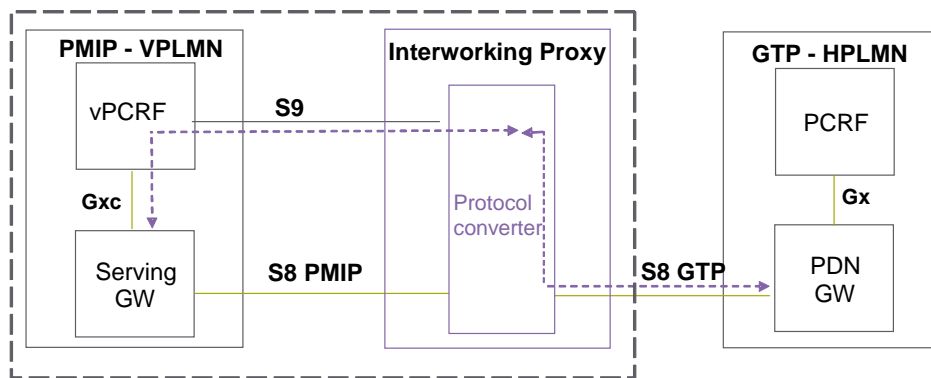 PMIP - VPLMN
Interworking Proxy
GTP - HPLMN
vPCRF
S9
PCRF
Gxc
Protocol
converter
Gx
Serving
GW
S8 PMIP
S8 GTP
PDN
GW